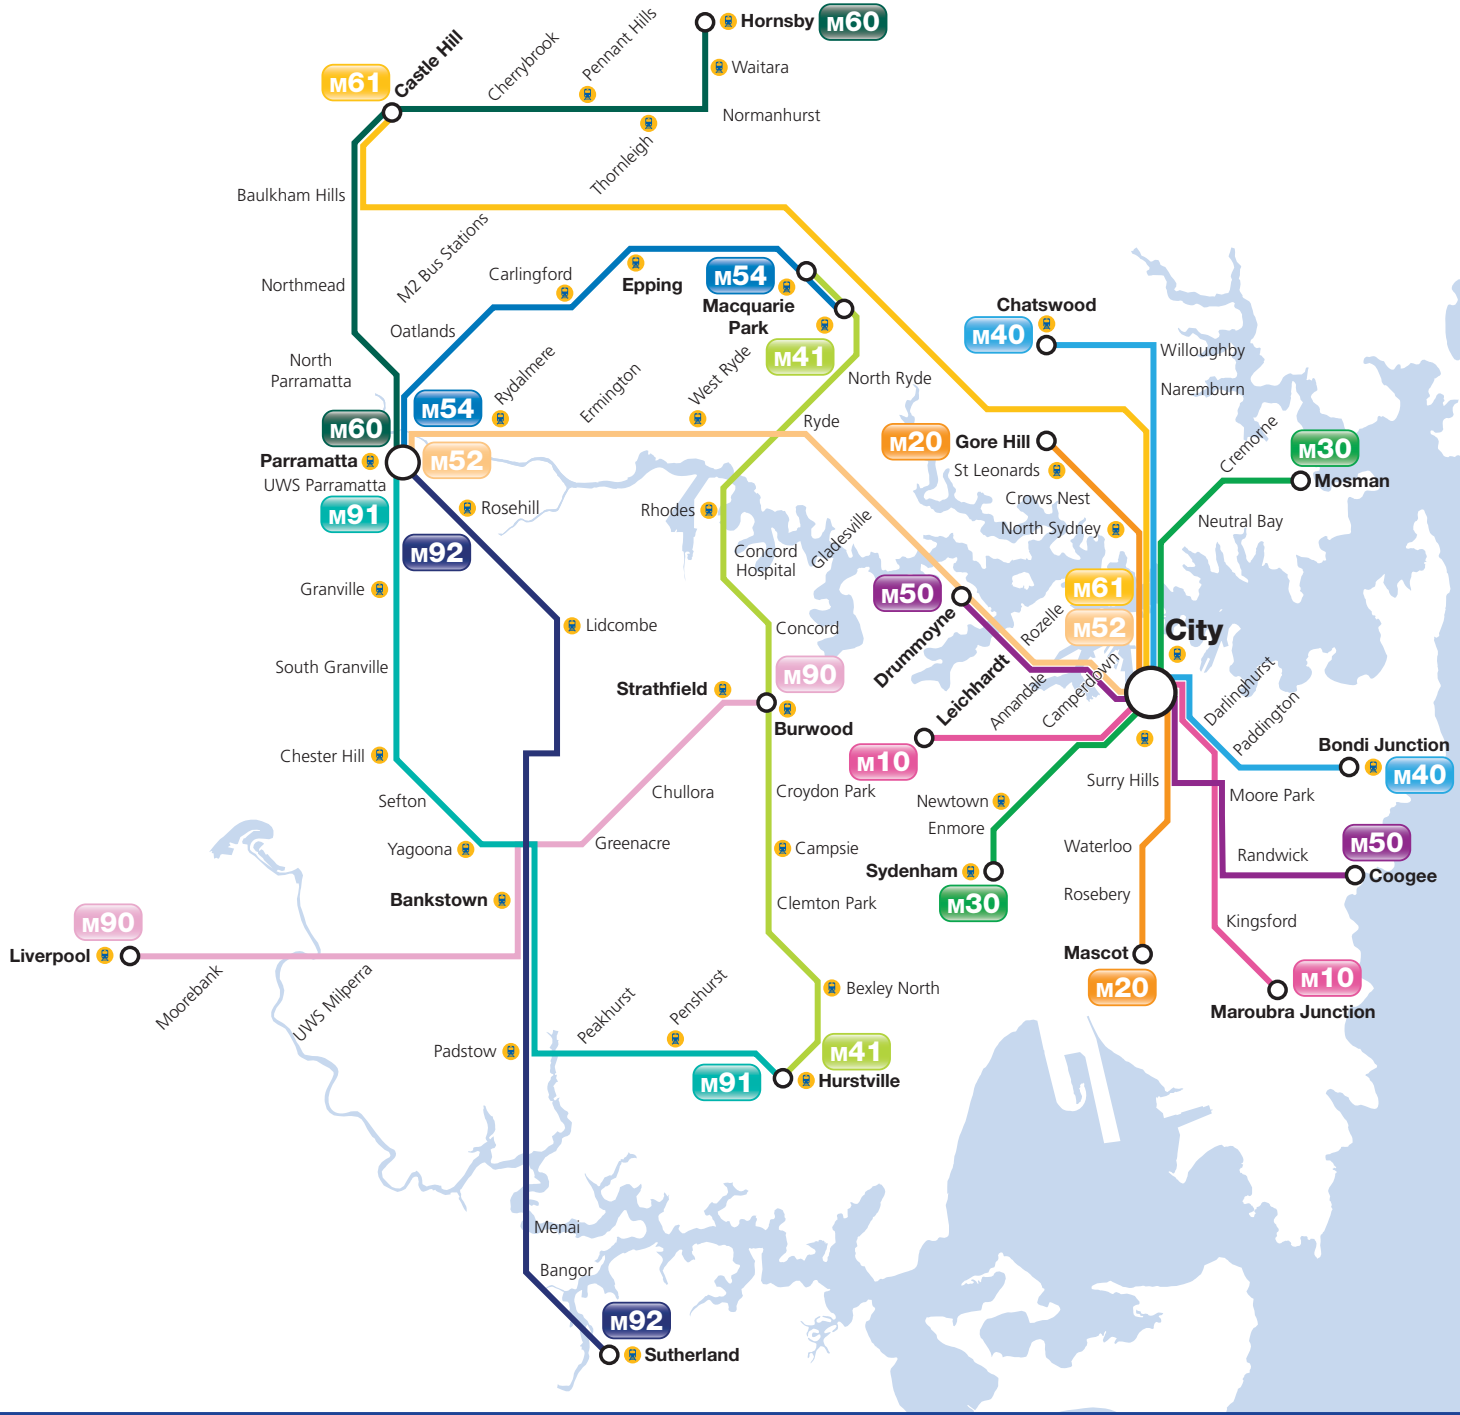 Hornsby
M60
Waitara
Normanhurst
Pennant Hills
Cherrybrook
Castle Hill
M61
Thornleigh
Baulkham Hills
M2 Bus Stations
Northmead
Carlingford
Epping
M54
Macquarie
Park
M41
Oatlands
North
Parramatta
M54
Rydalmere
Ermington
West Ryde
North Ryde
Ryde
Chatswood
M40
Willoughby
Naremburn
M60
Parramatta
M52
UWS Parramatta
M91
Rosehill
M92
M20
Gore Hill
St Leonards
Crows Nest
North Sydney
Cremorne
M30
Mosman
Neutral Bay
Rhodes
Concord
Hospital
Gladesville
Granville
Lidcombe
Concord
M50
Drummoyne
Rozelle
M61
M52
City
South Granville
Strathfield
M90
Burwood
Leichhardt
Annandale
Camperdown
M10
Darlinghurst
Paddington
Bondi Junction
M40
Chester Hill
Sefton
Yagoona
Chullora
Greenacre
Croydon Park
Campsie
Clemton Park
Newtown
Enmore
Sydenham
M30
Surry Hills
Waterloo
Rosebery
Mascot
M20
Moore Park
Randwick
M50
Coogee
Kingsford
M10
Maroubra Junction
Bankstown
M90
Liverpool
Moorebank
UWS Milperra
Padstow
Peakhurst
Penshurst
Bexley North
M41
M91
Hurstville
Menai
Bangor
M92
Sutherland